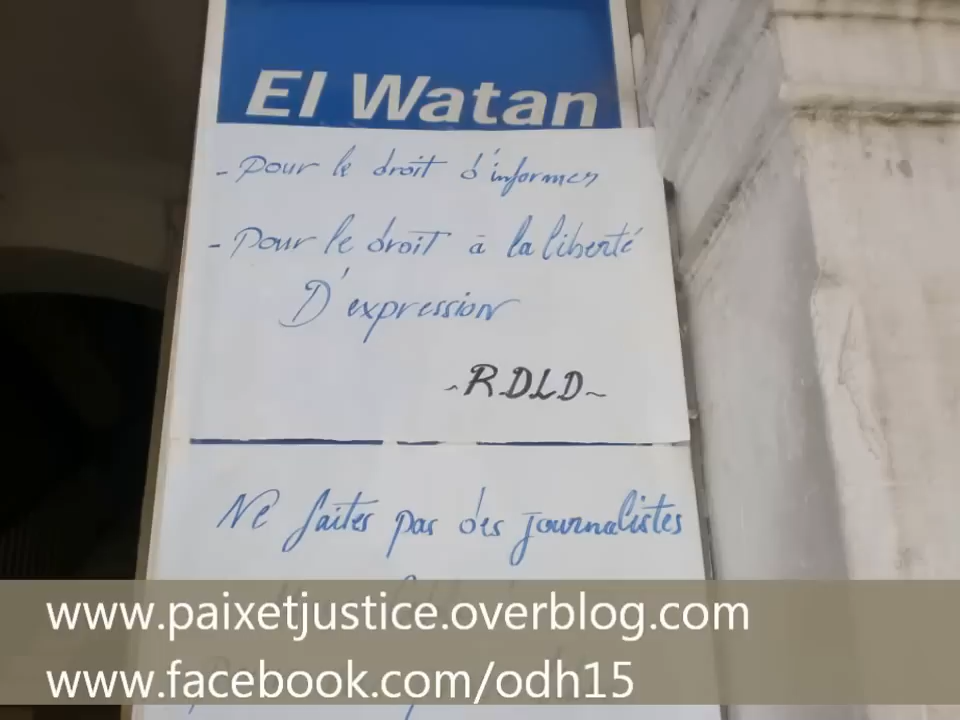 El Watan
- Pour le droit d'informer
- Pour le droit à la liberté
D'expression
~RDLD~
Ne faites pas des journalistes
www.paixetjustice.overblog.com
www.facebook.com/odh15